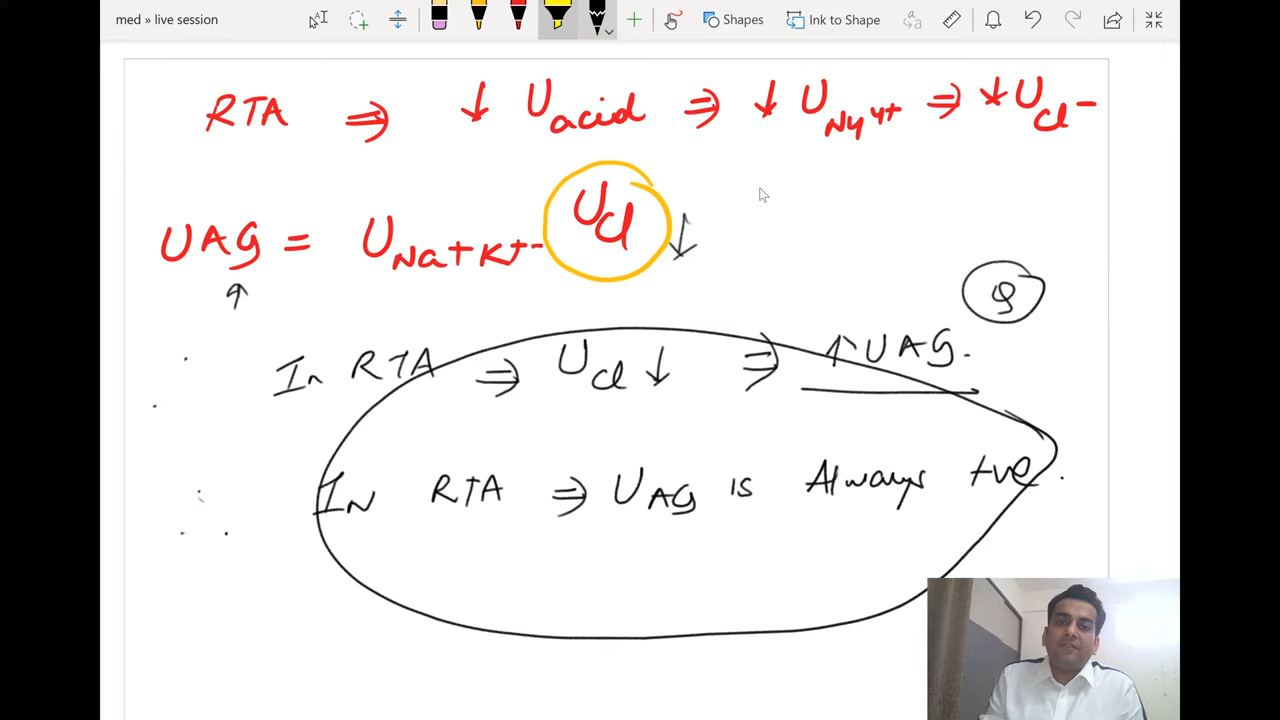 med » live session
Shapes
Ink to Shape
RTA ⇒ ↓ Uacid ⇒ ↓ UNH4+ ⇒ ↓ UCl-
UAG = UNa+K+ - UCl ↓
↑
Q
In RTA ⇒ UCl ↓ ⇒ ↑ UAG.
In RTA ⇒ UAG is Always +ve.